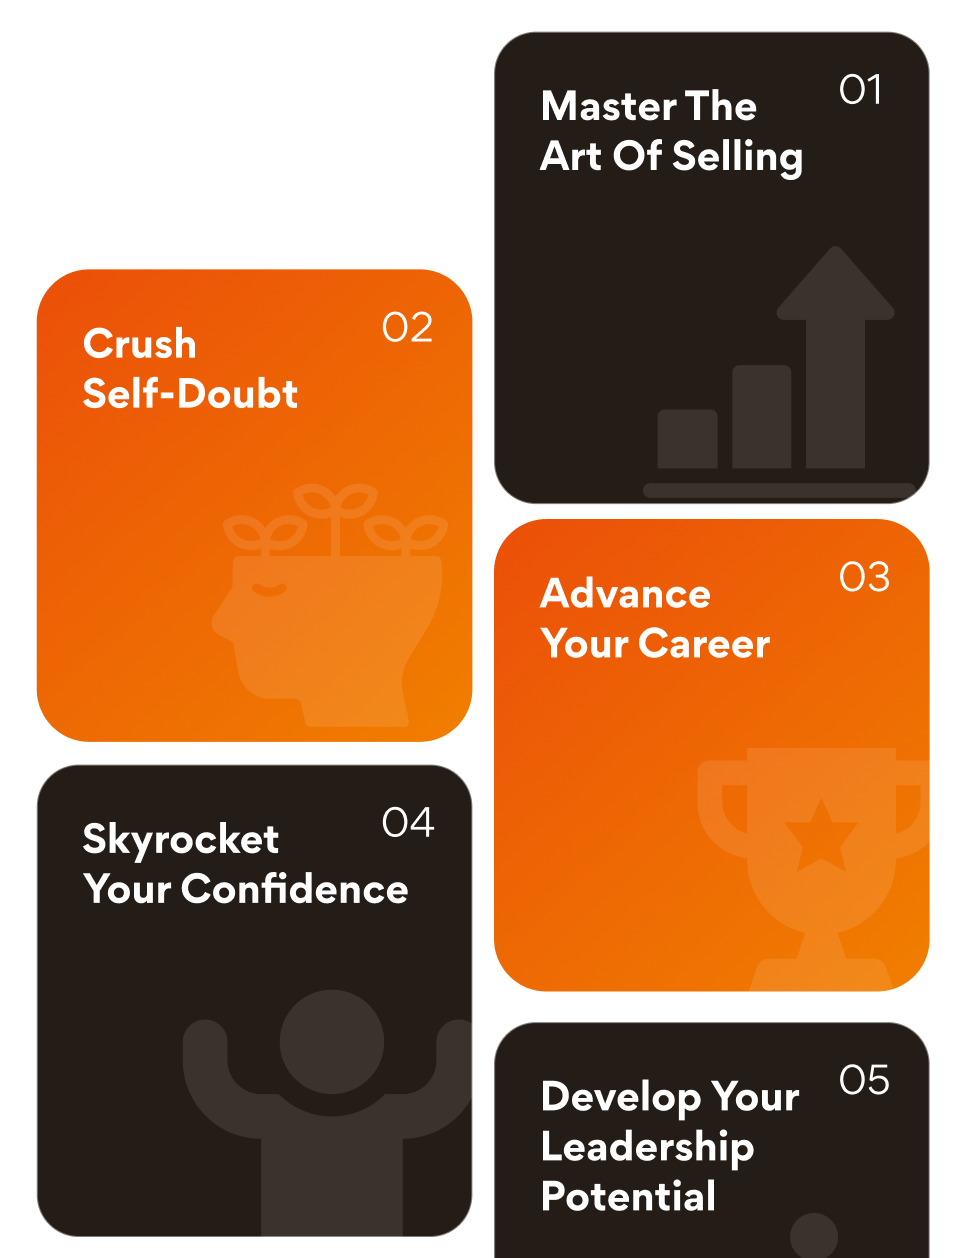 01
Master The
Art Of Selling
02
Crush
Self-Doubt
03
Advance
Your Career
04
Skyrocket
Your Confidence
05
Develop Your
Leadership
Potential